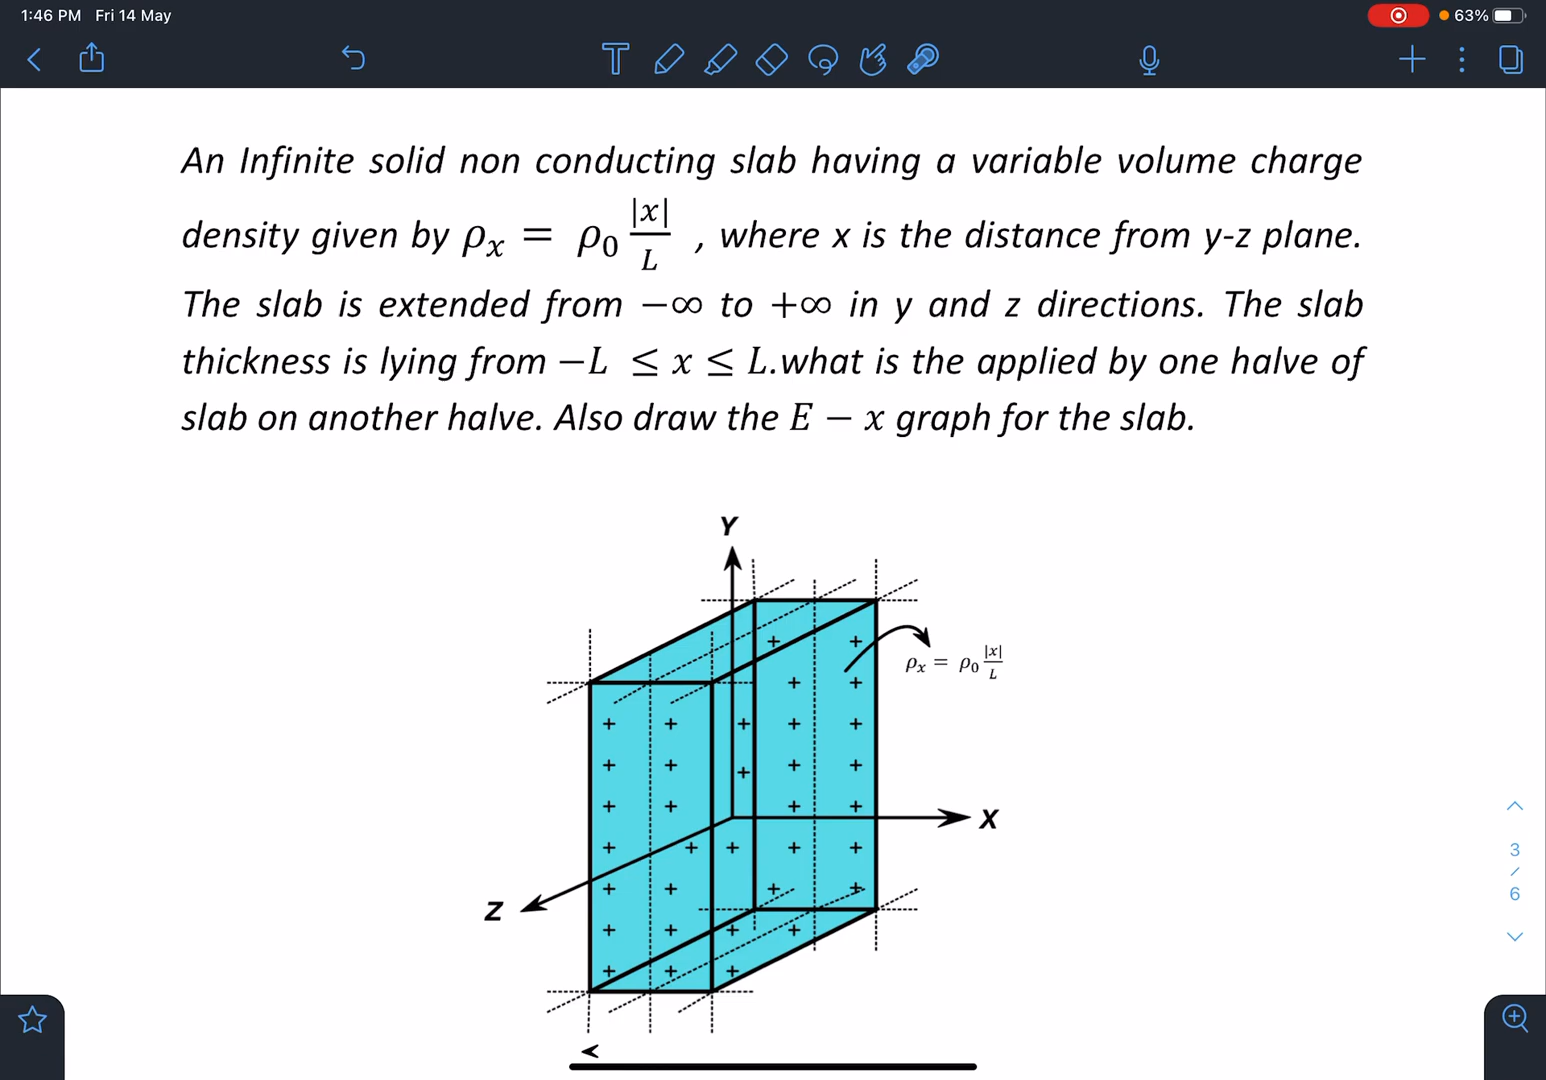 1:46 PM Fri 14 May
63%
T
An Infinite solid non conducting slab having a variable volume charge
density given by ρₓ = ρ₀ |x|/L , where x is the distance from y-z plane.
The slab is extended from −∞ to +∞ in y and z directions. The slab
thickness is lying from −L ≤ x ≤ L.what is the applied by one halve of
slab on another halve. Also draw the E − x graph for the slab.
Y
ρₓ = ρ₀ |x|/L
X
Z
3
/
6